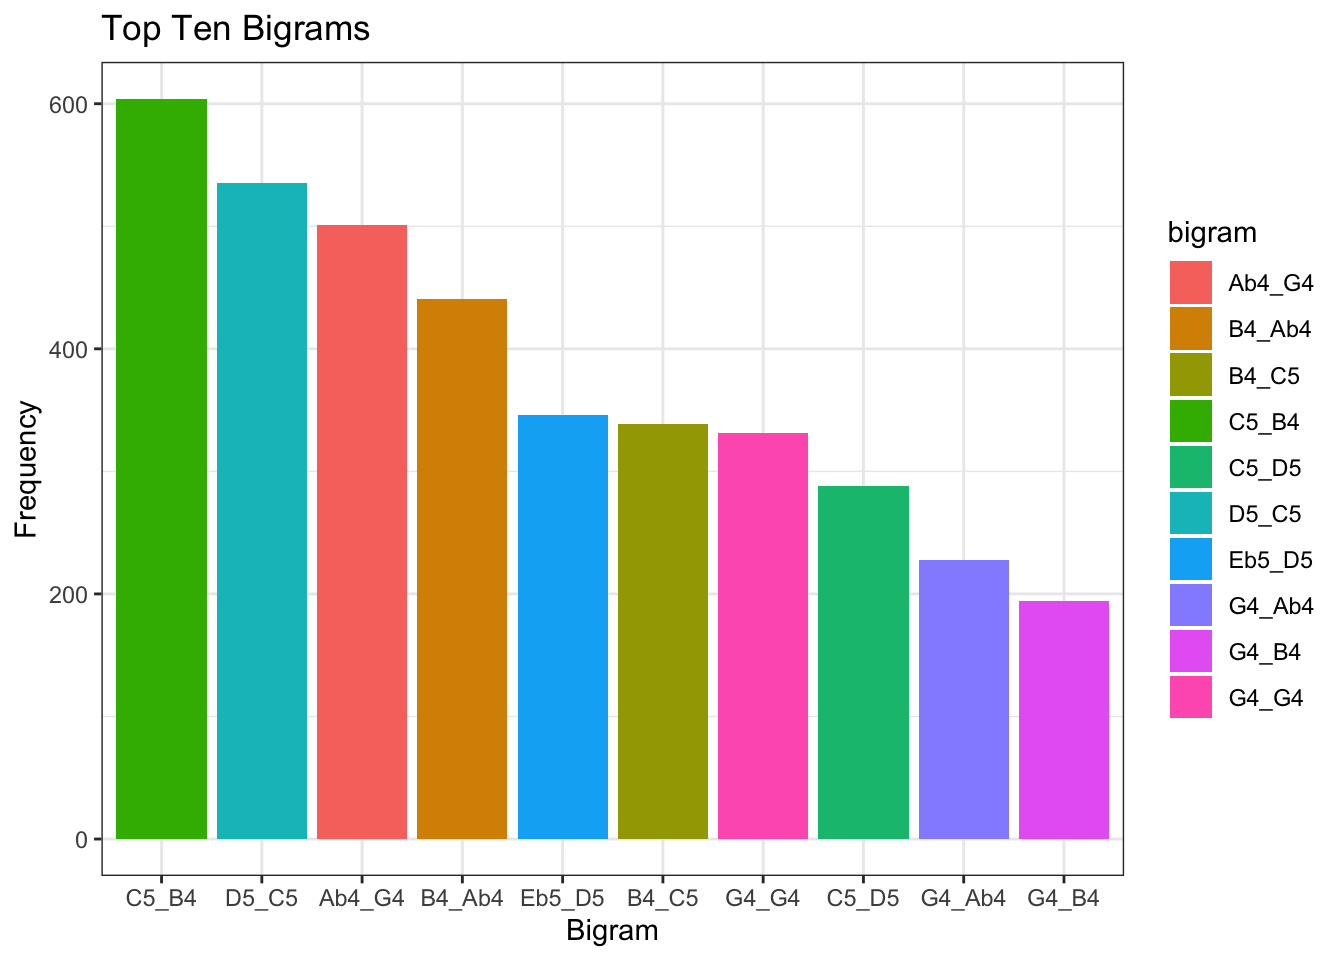 Top Ten Bigrams
600
400
200
0
Frequency
C5_B4 D5_C5 Ab4_G4 B4_Ab4 Eb5_D5 B4_C5 G4_G4 C5_D5 G4_Ab4 G4_B4
Bigram
bigram
Ab4_G4
B4_Ab4
B4_C5
C5_B4
C5_D5
D5_C5
Eb5_D5
G4_Ab4
G4_B4
G4_G4